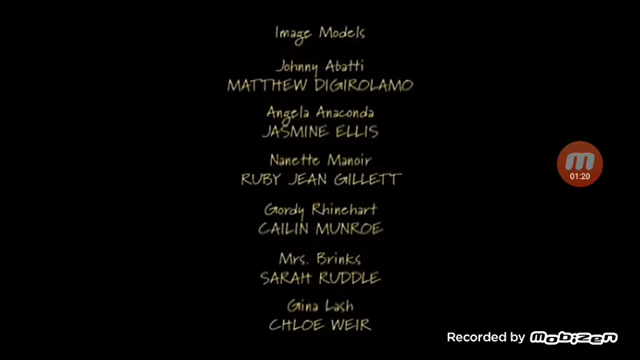 Image Models
Johnny Abatti
MATTHEW DIGIROLAMO
Angela Anaconda
JASMINE ELLIS
Nanette Manoir
RUBY JEAN GILLETT
Gordy Rhinehart
CAILIN MUNROE
Mrs. Brinks
SARAH RUDDLE
Gina Lash
CHLOE WEIR
01:20
Recorded by mobizen